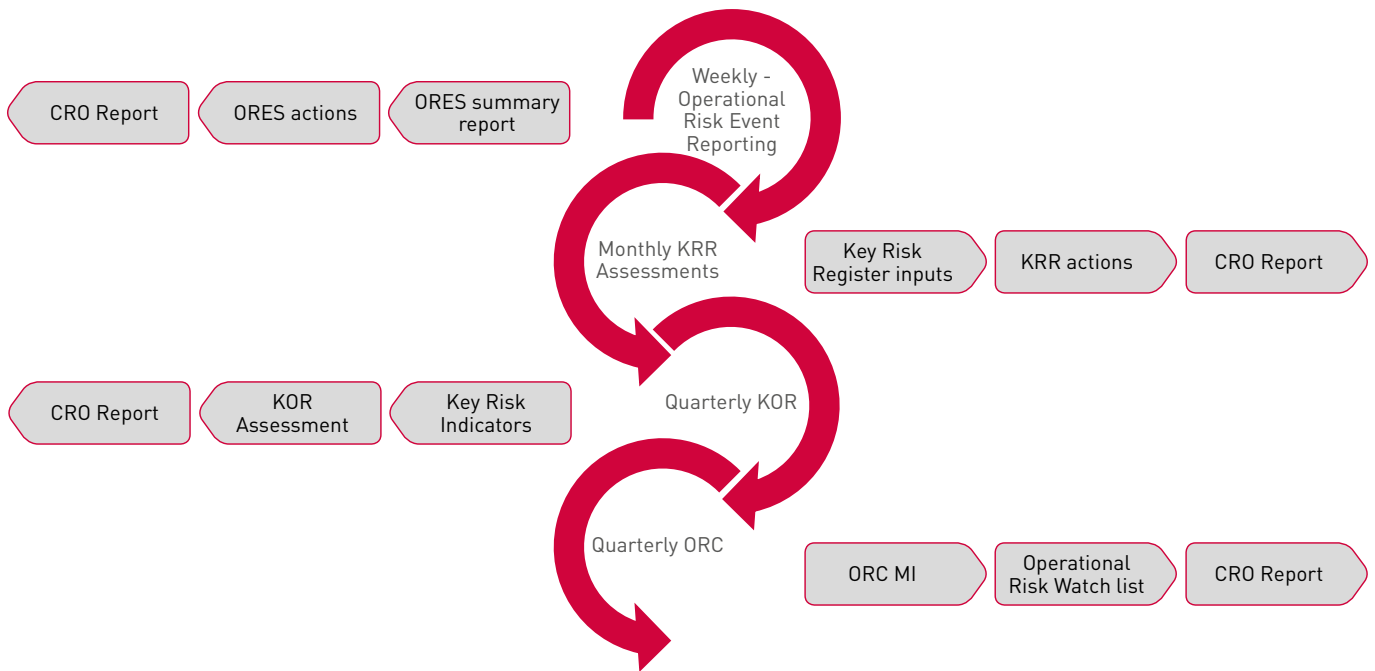 Weekly -
Operational
Risk Event
Reporting
CRO Report
ORES actions
ORES summary
report
Monthly KRR
Assessments
Key Risk
Register inputs
KRR actions
CRO Report
CRO Report
KOR
Assessment
Key Risk
Indicators
Quarterly KOR
Quarterly ORC
ORC MI
Operational
Risk Watch list
CRO Report